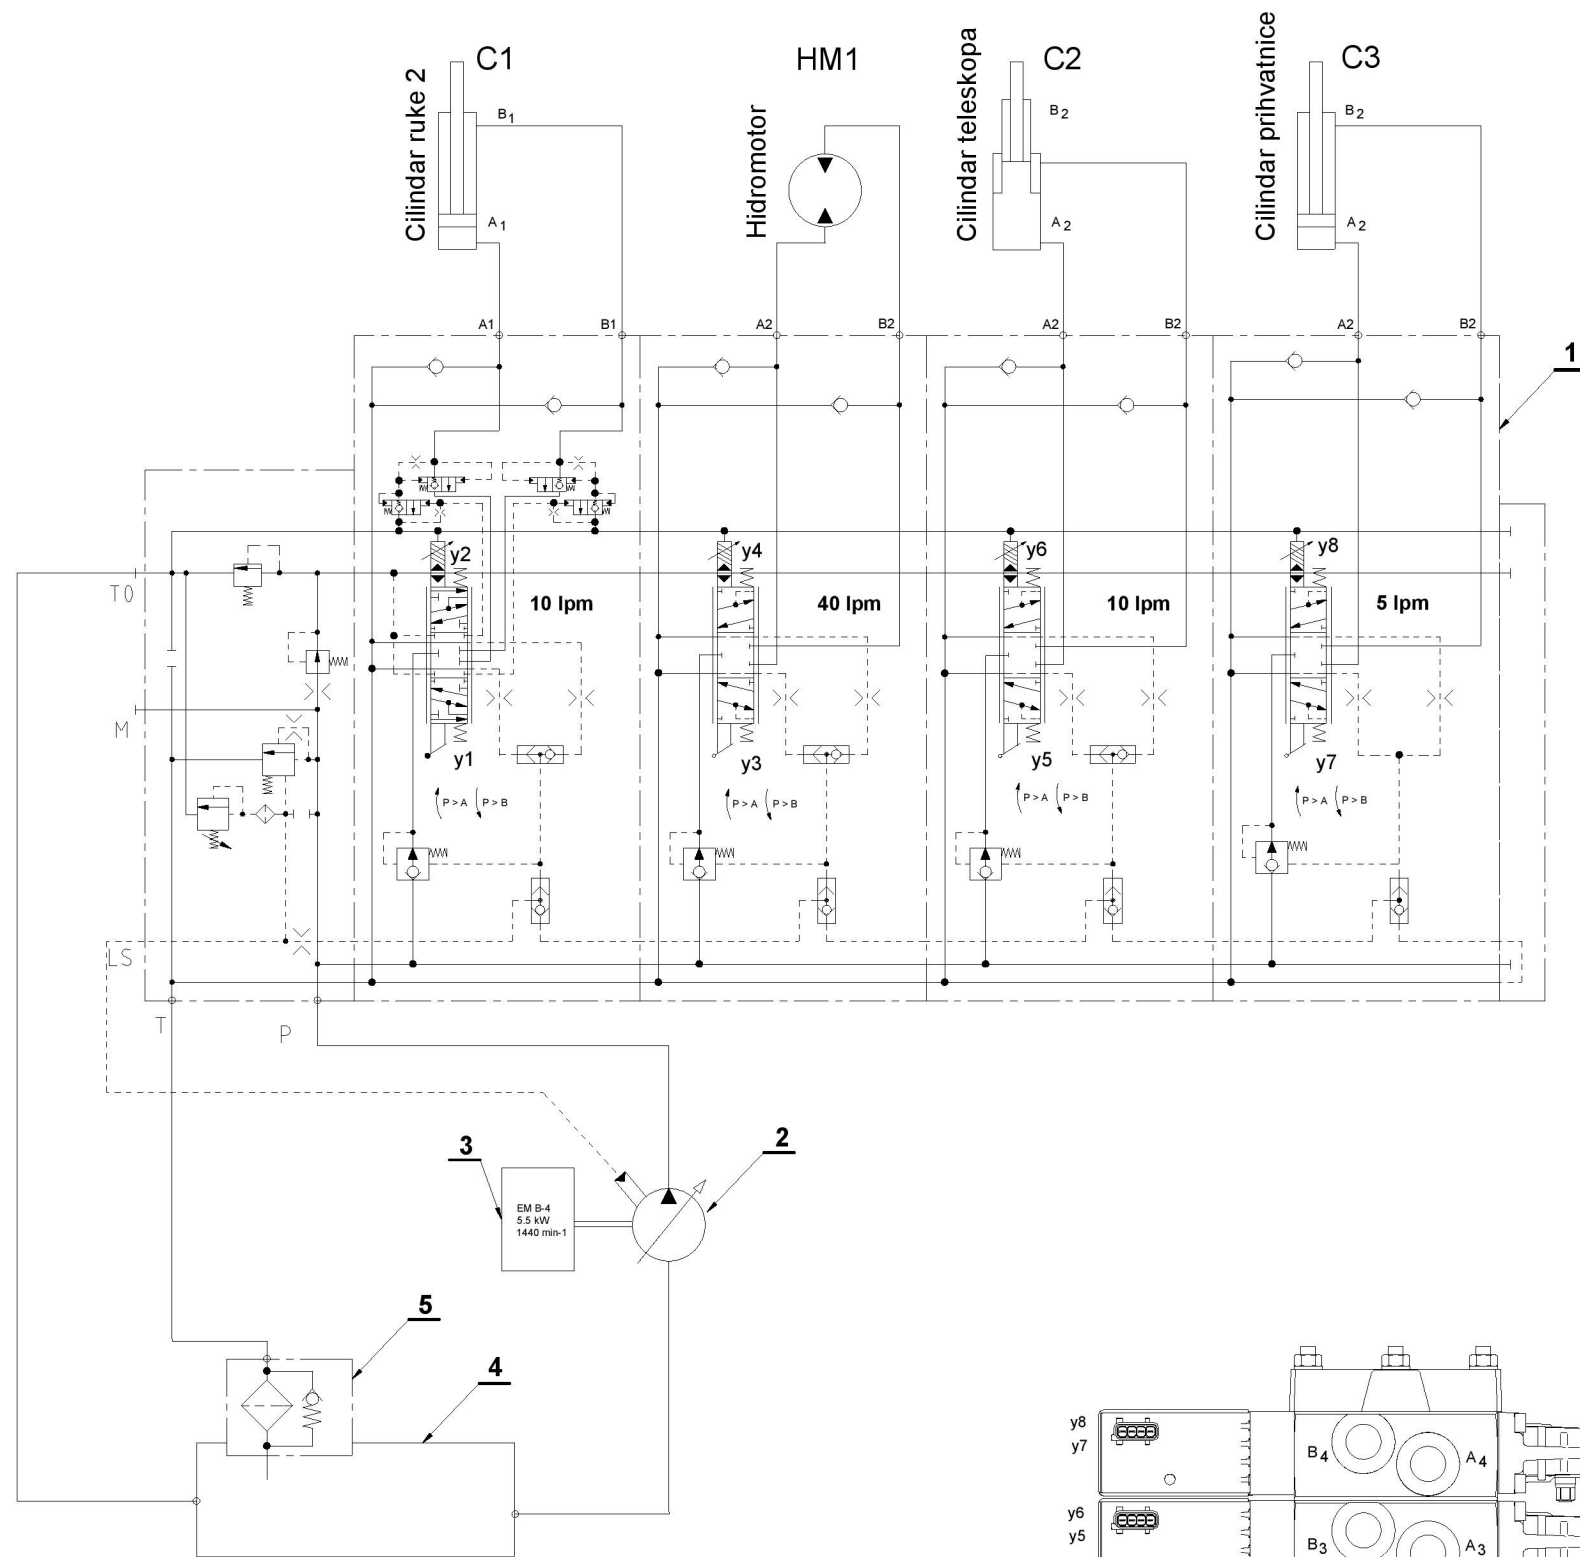 C1
HM1
C2
C3
Cilindar ruke 2
Hidromotor
Cilindar teleskopa
Cilindar prihvatnice
B1
B2
B2
A1
A2
A2
A1
B1
A2
B2
A2
B2
A2
B2
1
y2
y4
y6
y8
T0
10 lpm
40 lpm
10 lpm
5 lpm
M
y1
y3
y5
y7
P > A
P > B
P > A
P > B
P > A
P > B
P > A
P > B
LS
T
P
3
2
EM B-4
5.5 kW
1440 min-1
5
4
y8
y7
B4
A4
y6
y5
B3
A3